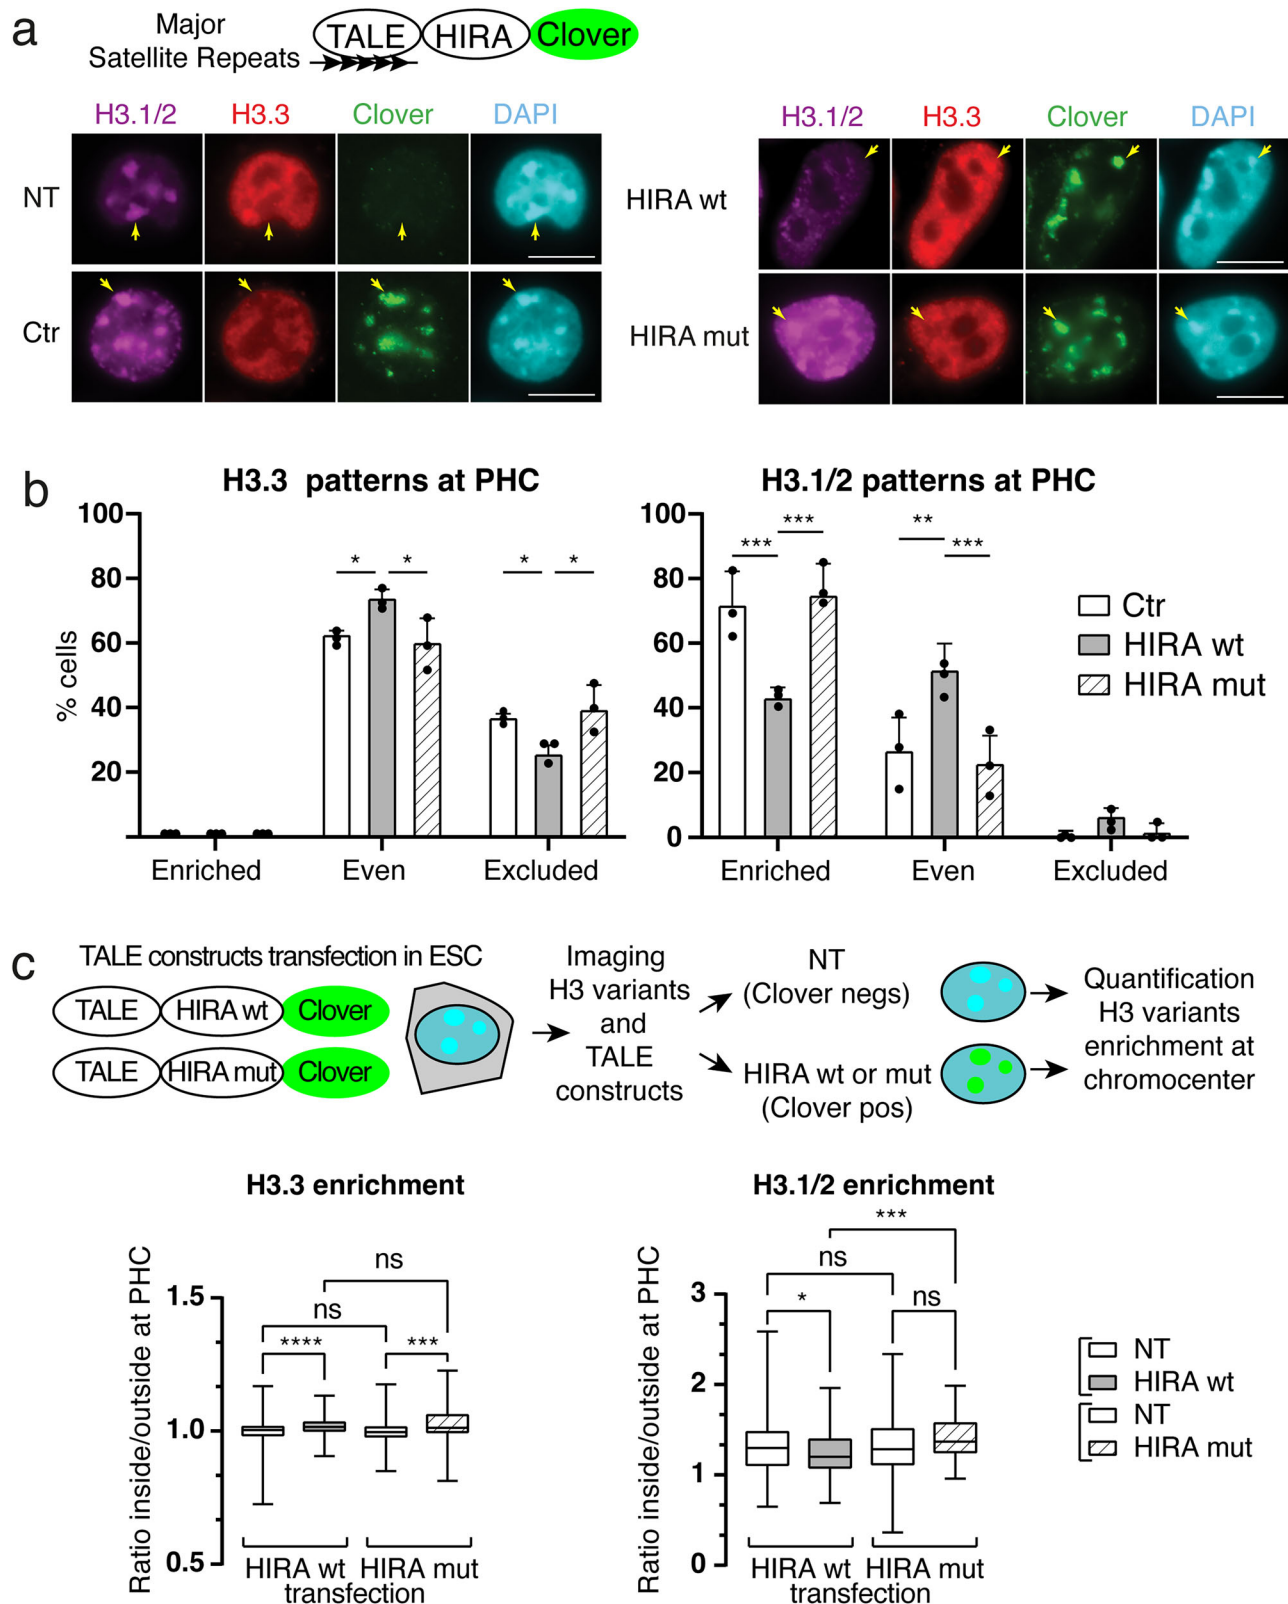 a
Major
Satellite Repeats
TALE HIRA Clover
H3.1/2 H3.3 Clover DAPI
NT
Ctr
H3.1/2 H3.3 Clover DAPI
HIRA wt
HIRA mut
b
H3.3 patterns at PHC
% cells
100
80
60
40
20
* * * *
Enriched Even Excluded
H3.1/2 patterns at PHC
100
80
60
40
20
0
*** *** ** ***
Enriched Even Excluded
Ctr
HIRA wt
HIRA mut
c
TALE constructs transfection in ESC
TALE HIRA wt Clover
TALE HIRA mut Clover
Imaging
H3 variants
and
TALE
constructs
NT
(Clover negs)
HIRA wt or mut
(Clover pos)
Quantification
H3 variants
enrichment at
chromocenter
H3.3 enrichment
Ratio inside/outside at PHC
1.5
1.0
0.5
ns
ns
**** ***
HIRA wt HIRA mut
transfection
H3.1/2 enrichment
Ratio inside/outside at PHC
3
2
1
0
***
ns
* ns
HIRA wt HIRA mut
transfection
NT
HIRA wt
NT
HIRA mut